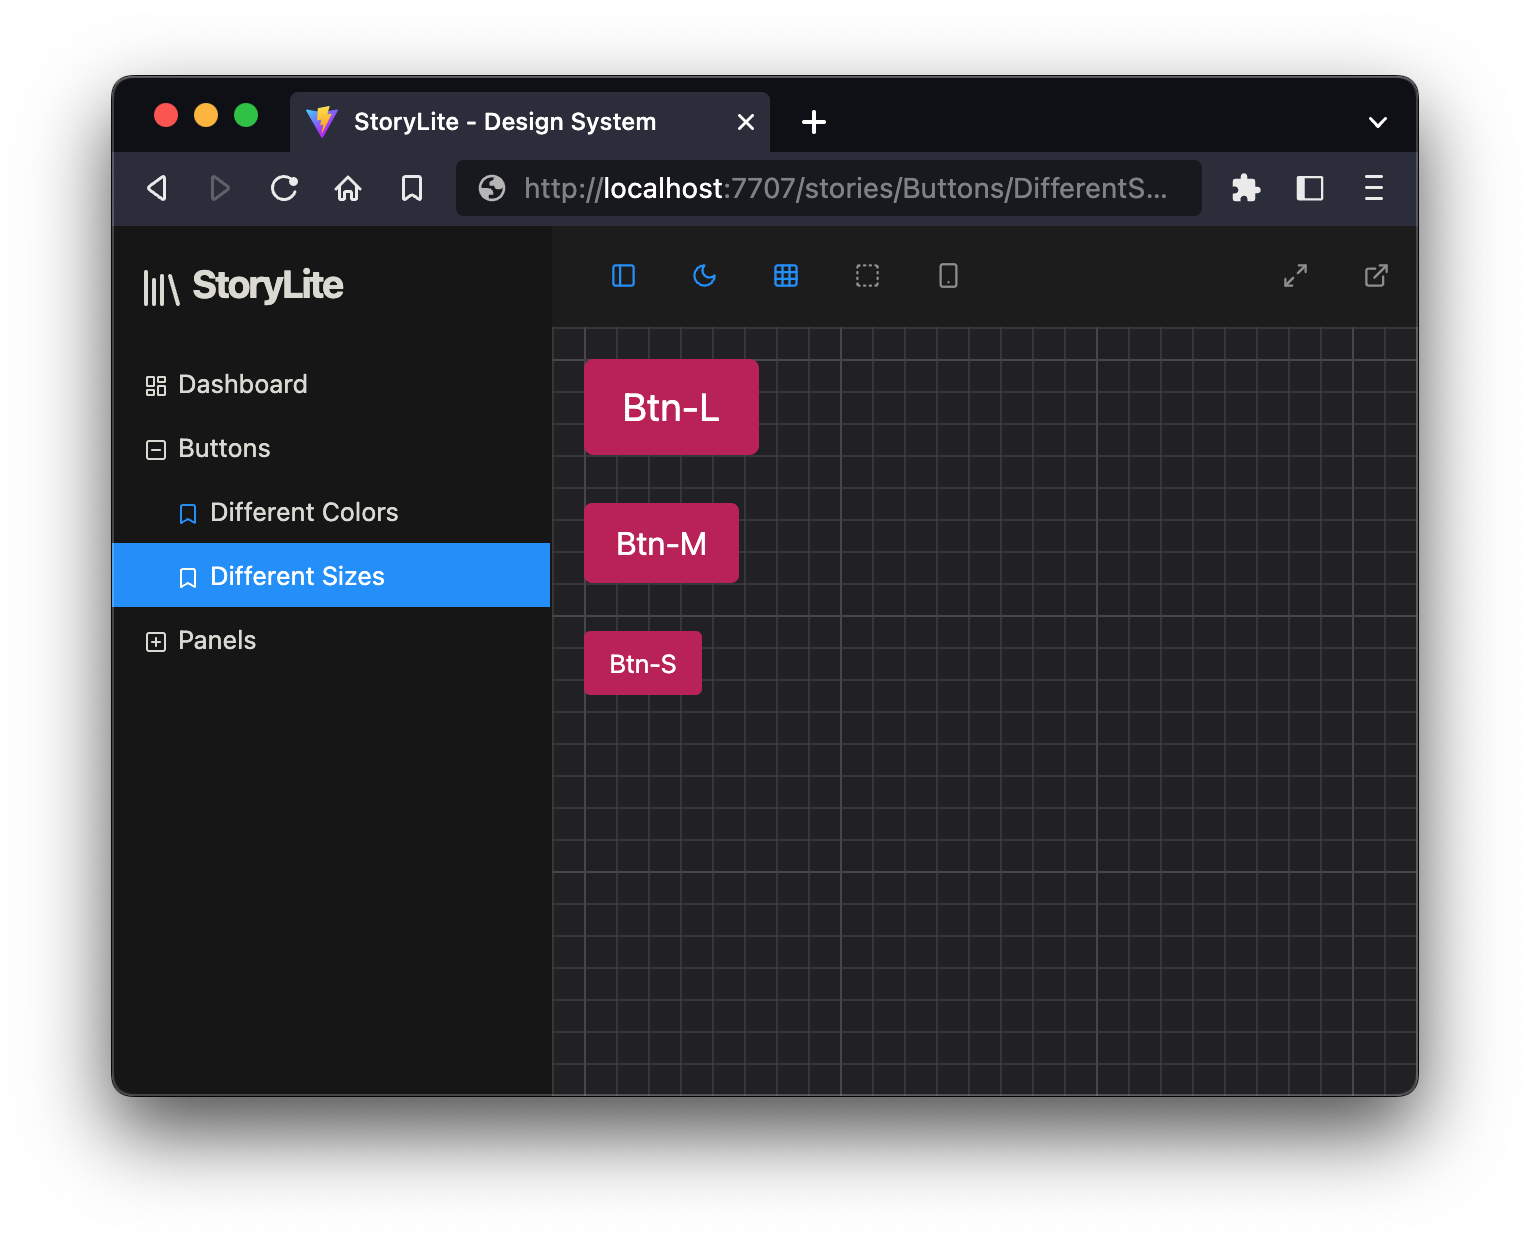 StoryLite - Design System
http://localhost:7707/stories/Buttons/DifferentS...
StoryLite
Dashboard
Buttons
Different Colors
Different Sizes
Panels
Btn-L
Btn-M
Btn-S